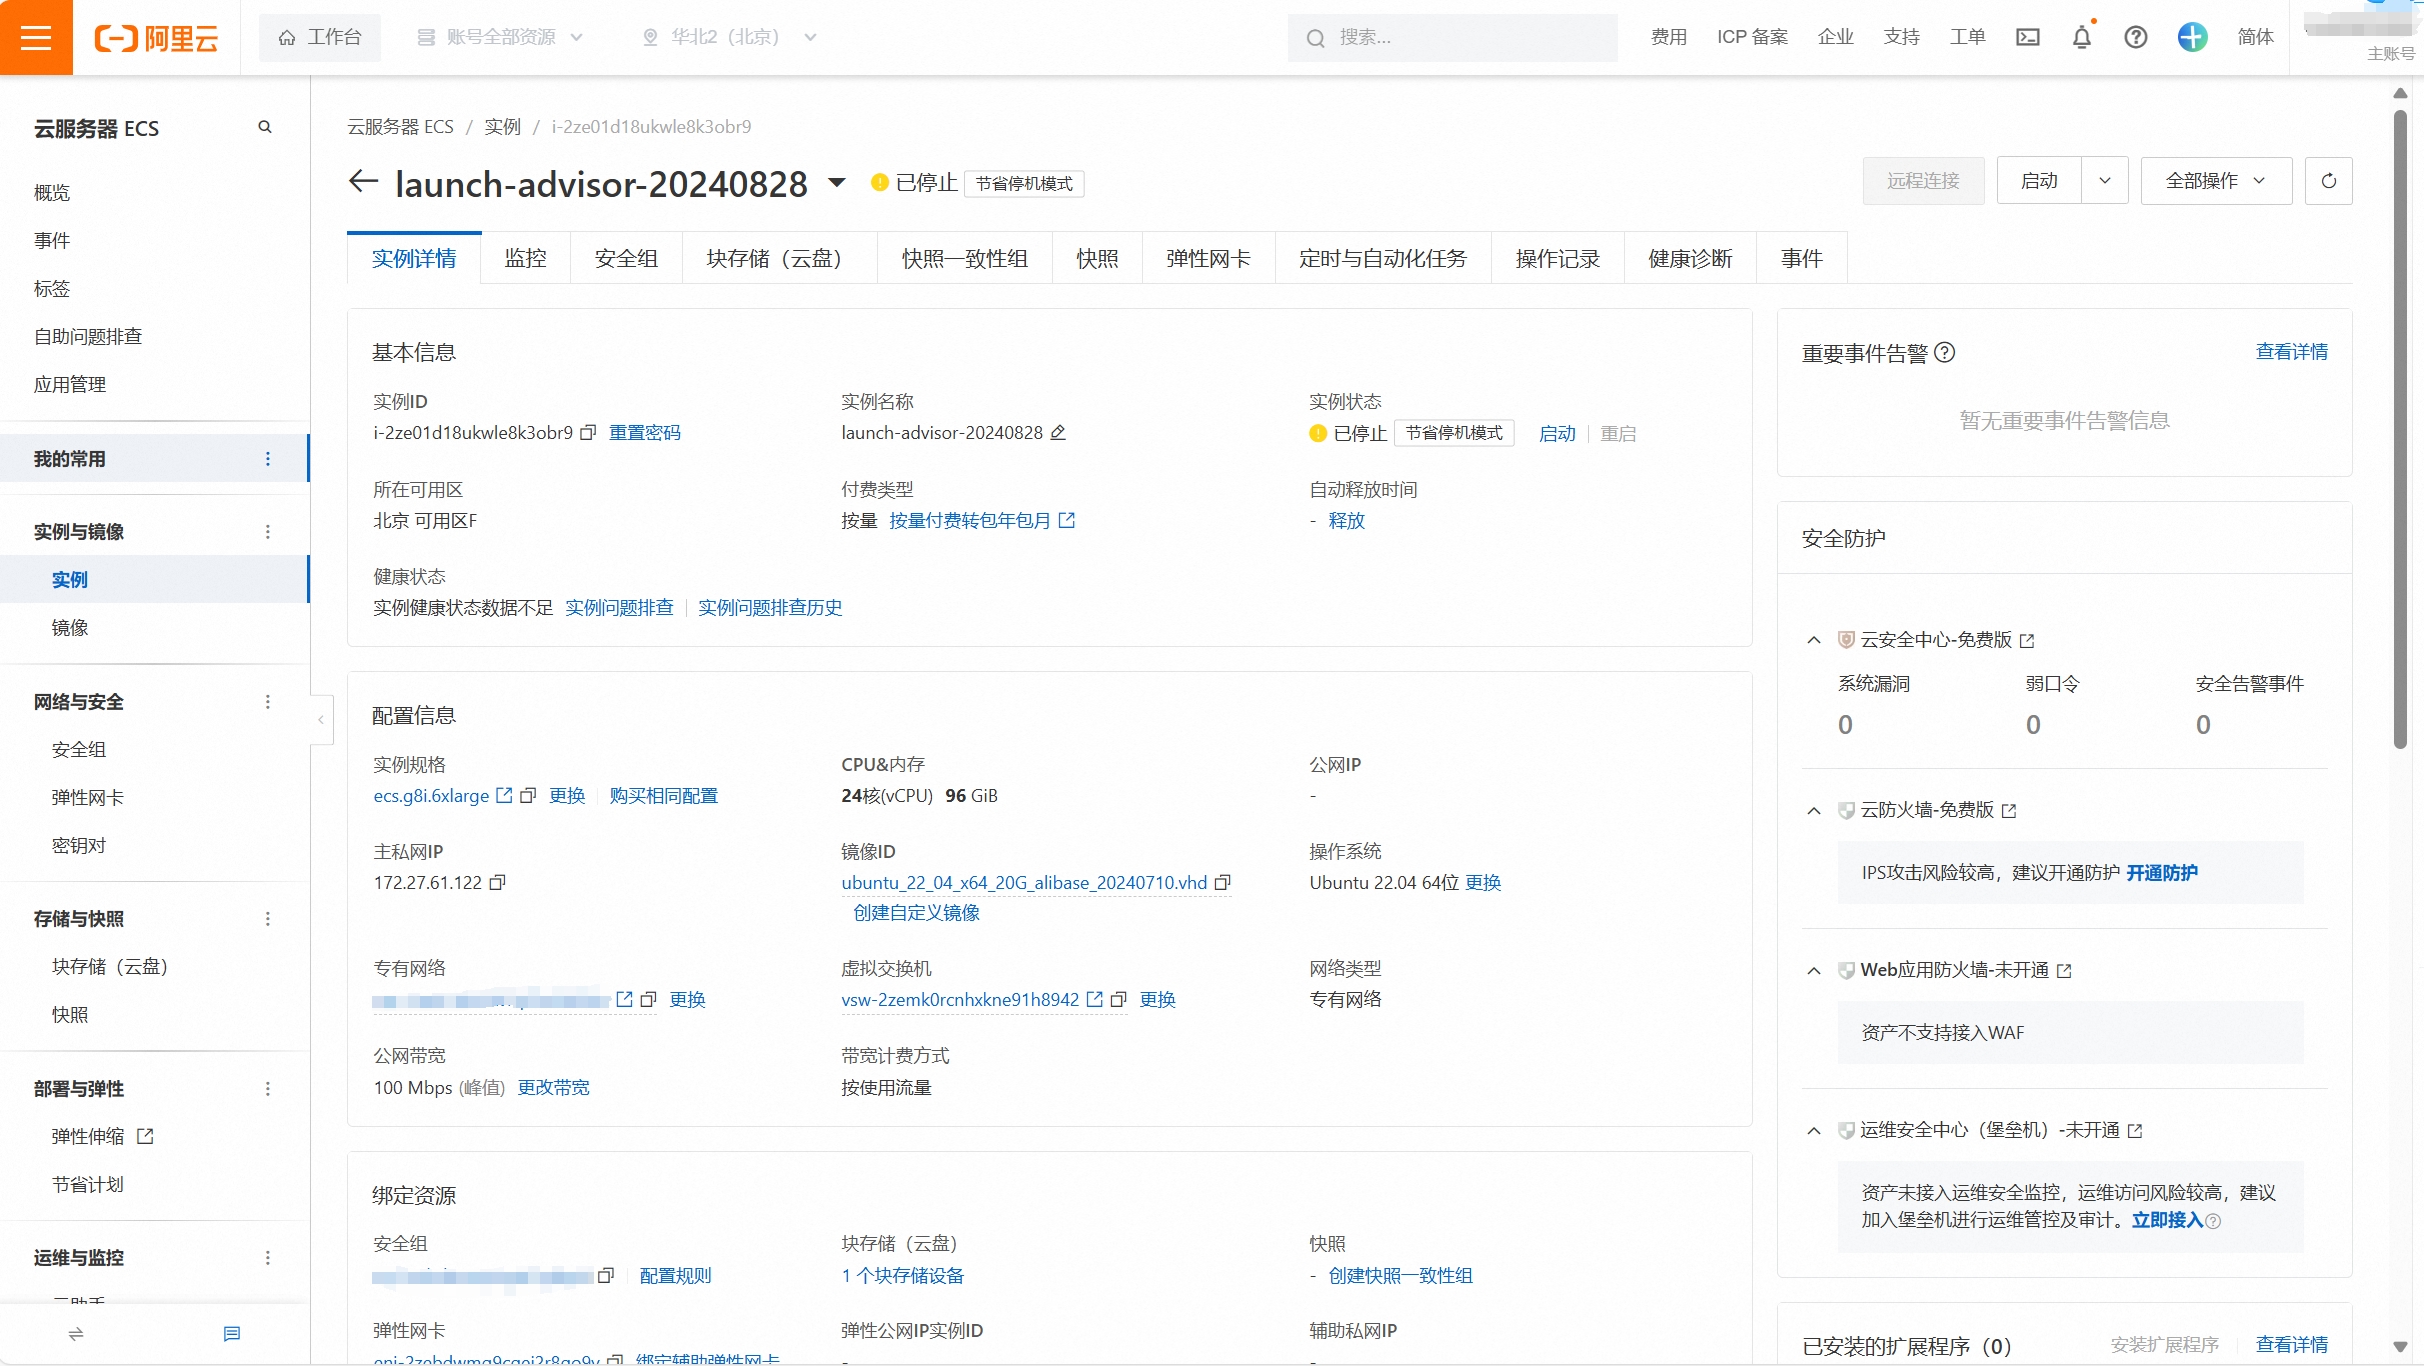 阿里云
工作台
账号全部资源
华北2（北京）
搜索...
费用
ICP 备案
企业
支持
工单
简体
主账号
云服务器 ECS
概览
事件
标签
自助问题排查
应用管理
我的常用
实例与镜像
实例
镜像
网络与安全
安全组
弹性网卡
密钥对
存储与快照
块存储（云盘）
快照
部署与弹性
弹性伸缩
节省计划
运维与监控
云助手
云服务器 ECS / 实例 / i-2ze01d18ukwle8k3obr9
launch-advisor-20240828
已停止 节省停机模式
远程连接
启动
全部操作
实例详情
监控
安全组
块存储（云盘）
快照一致性组
快照
弹性网卡
定时与自动化任务
操作记录
健康诊断
事件
基本信息
实例ID
i-2ze01d18ukwle8k3obr9 重置密码
实例名称
launch-advisor-20240828
实例状态
已停止 节省停机模式 启动 重启
所在可用区
北京 可用区F
付费类型
按量 按量付费转包年包月
自动释放时间
- 释放
健康状态
实例健康状态数据不足 实例问题排查 实例问题排查历史
配置信息
实例规格
ecs.g8i.6xlarge 更换 购买相同配置
CPU&内存
24核(vCPU) 96 GiB
公网IP
-
主私网IP
172.27.61.122
镜像ID
ubuntu_22_04_x64_20G_alibase_20240710.vhd
创建自定义镜像
操作系统
Ubuntu 22.04 64位 更换
专有网络
更换
虚拟交换机
vsw-2zemk0rcnhxkne91h8942 更换
网络类型
专有网络
公网带宽
100 Mbps (峰值) 更改带宽
带宽计费方式
按使用流量
绑定资源
安全组
配置规则
块存储（云盘）
1 个块存储设备
快照
- 创建快照一致性组
弹性网卡
绑定辅助弹性网卡
弹性公网IP实例ID
-
辅助私网IP
-
重要事件告警
查看详情
暂无重要事件告警信息
安全防护
云安全中心-免费版
系统漏洞
0
弱口令
0
安全告警事件
0
云防火墙-免费版
IPS攻击风险较高，建议开通防护 开通防护
Web应用防火墙-未开通
资产不支持接入WAF
运维安全中心（堡垒机）-未开通
资产未接入运维安全监控，运维访问风险较高，建议
加入堡垒机进行运维管控及审计。立即接入
已安装的扩展程序（0）
安装扩展程序
查看详情